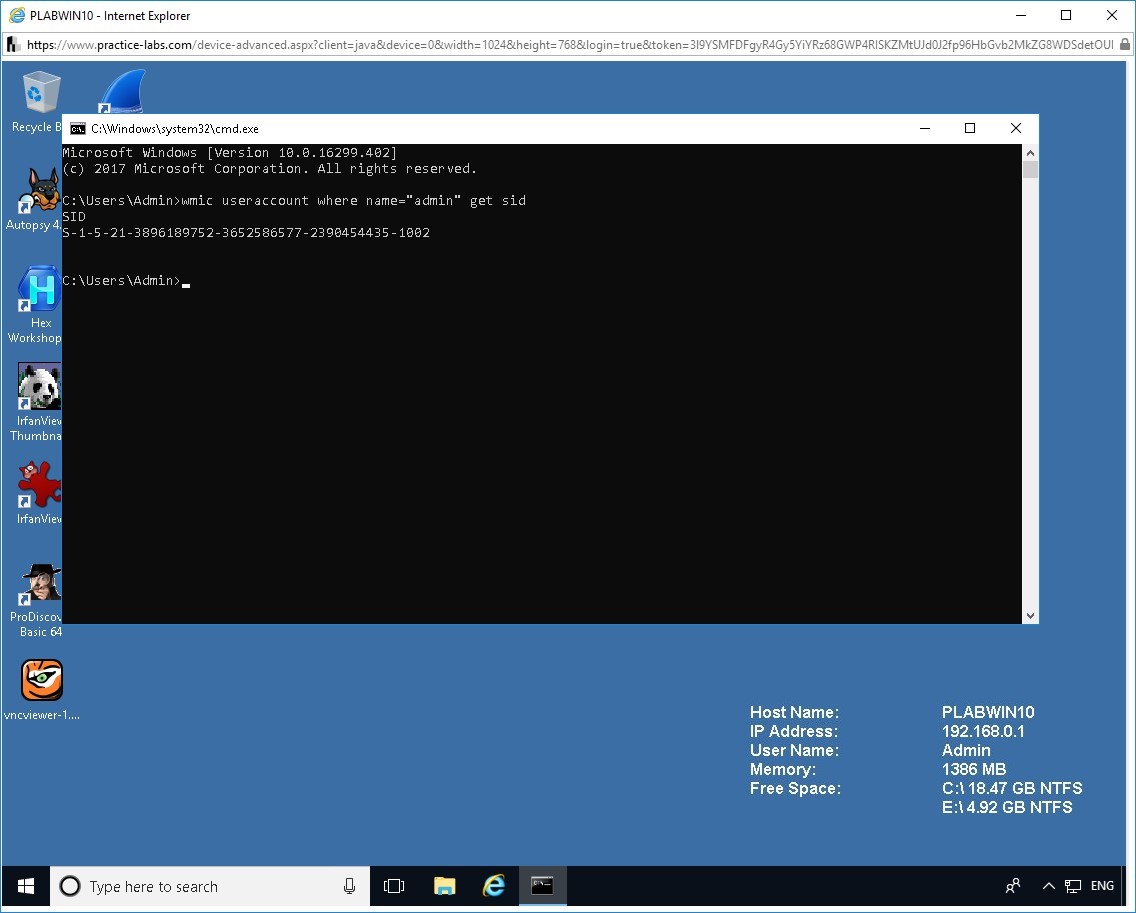 PLABWIN10 - Internet Explorer
https://www.practice-labs.com/device-advanced.aspx?client=java&device=0&width=1024&height=768&login=true&token=3I9YSMFDFgyR4Gy5YiYRz68GWP4RISKZMtUJd0J2fp96HbGvb2MkZG8WDSdetOUI
Recycle B
C:\Windows\system32\cmd.exe
Microsoft Windows [Version 10.0.16299.402]
(c) 2017 Microsoft Corporation. All rights reserved.
C:\Users\Admin>wmic useraccount where name="admin" get sid
SID
S-1-5-21-3896189752-3652586577-2390454435-1002
C:\Users\Admin>
Autopsy 4.
Hex
Workshop
IrfanView
Thumbna
IrfanView
ProDiscov
Basic 64
vncviewer-1....
Host Name: PLABWIN10
IP Address: 192.168.0.1
User Name: Admin
Memory: 1386 MB
Free Space: C:\ 18.47 GB NTFS
E:\ 4.92 GB NTFS
Type here to search
ENG